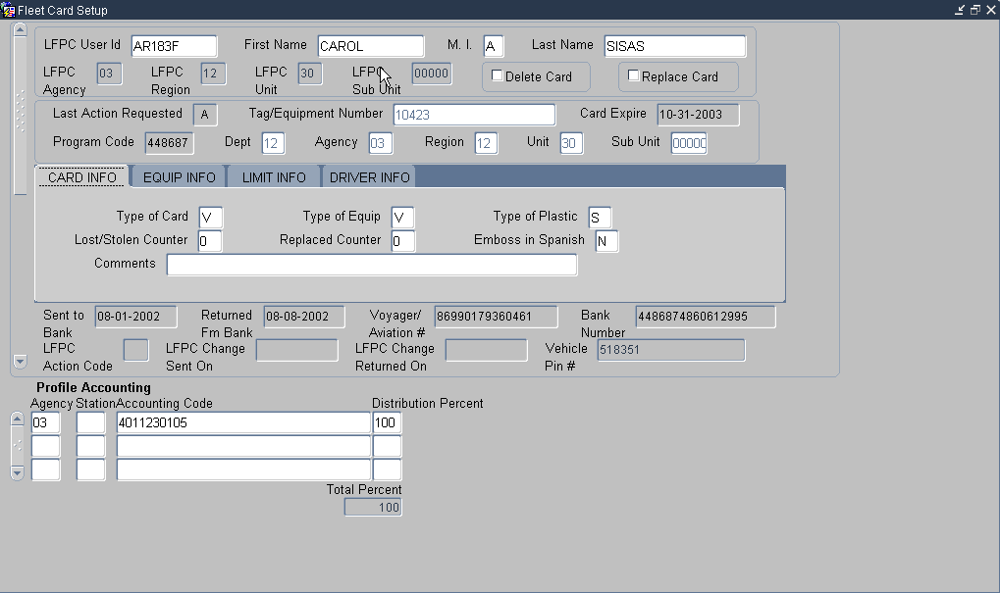 Fleet Card Setup
LFPC User Id AR183F First Name CAROL M. I. A Last Name SISAS
LFPC Agency 03 LFPC Region 12 LFPC Unit 30 LFPC Sub Unit 00000 Delete Card Replace Card
Last Action Requested A Tag/Equipment Number 10423 Card Expire 10-31-2003
Program Code 448687 Dept 12 Agency 03 Region 12 Unit 30 Sub Unit 00000
CARD INFO EQUIP INFO LIMIT INFO DRIVER INFO
Type of Card V Type of Equip V Type of Plastic S
Lost/Stolen Counter 0 Replaced Counter 0 Emboss in Spanish N
Comments
Sent to Bank 08-01-2002 Returned Fm Bank 08-08-2002 Voyager/ Aviation # 86990179360461 Bank Number 4486874860612995
LFPC Action Code LFPC Change Sent On LFPC Change Returned On Vehicle Pin # 518351
Profile Accounting
Agency Station Accounting Code Distribution Percent
03 4011230105 100
Total Percent
100